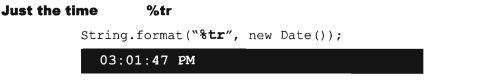 Just the time %tr
String.format("%tr", new Date());
03:01:47 PM